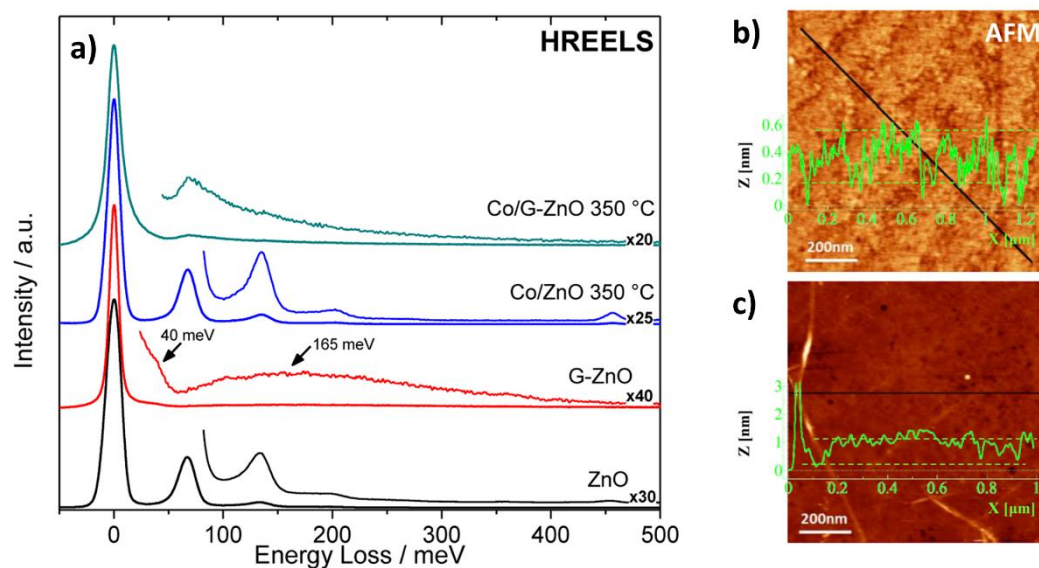 a)
HREELS
Intensity / a.u.
Co/G-ZnO 350 °C
x20
Co/ZnO 350 °C
x25
40 meV
165 meV
G-ZnO
x40
ZnO
x30
0 100 200 300 400 500
Energy Loss / meV
b)
AFM
Z [nm]
0.6
0.4
0.2
0
0 0.2 0.4 0.6 0.8 1 1.2
X [µm]
200nm
c)
Z [nm]
3
2
1
0
0 0.2 0.4 0.6 0.8 1
X [µm]
200nm